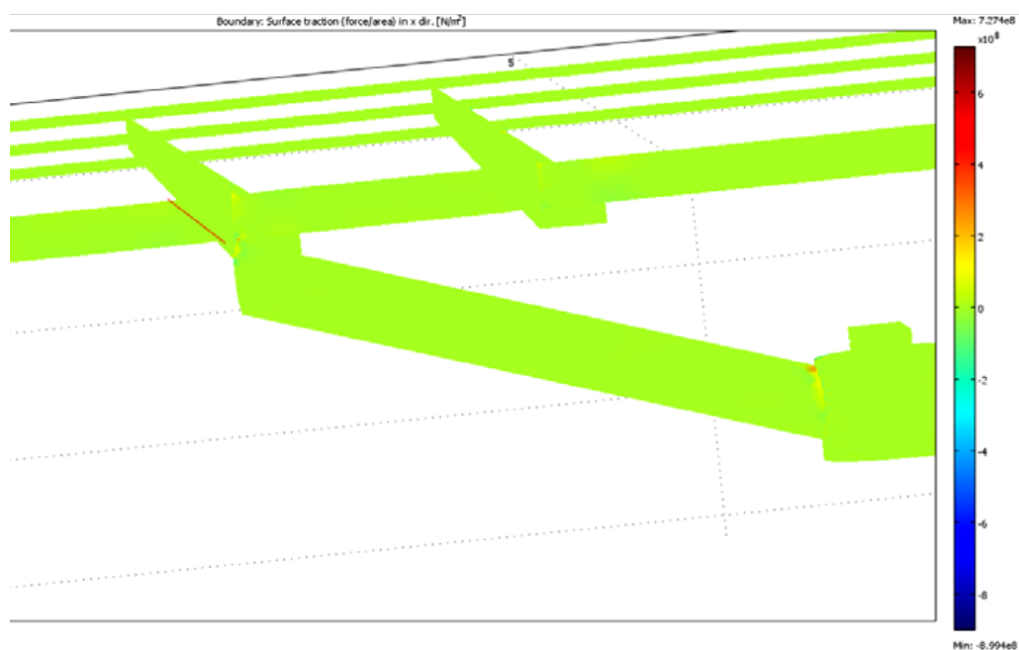 Boundary: Surface traction (force/area) in x dir. [N/m²]
Max: 7.274e8
x10⁸
6
4
2
0
-2
-4
-6
-8
Min: -8.994e8